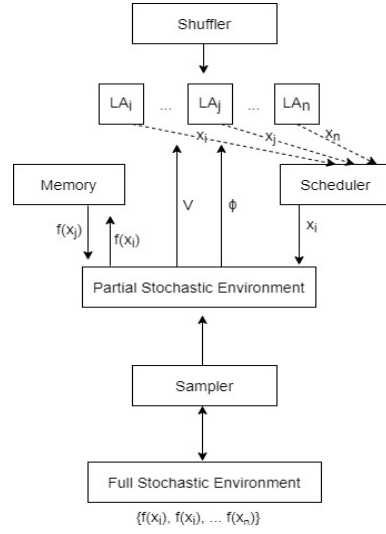 Shuffler
LAi ... LAj ... LAn
xi xj xn
Memory Scheduler
f(xj) f(xi) V ϕ xi
Partial Stochastic Environment
Sampler
Full Stochastic Environment
{f(xi), f(xj), ... f(xn)}